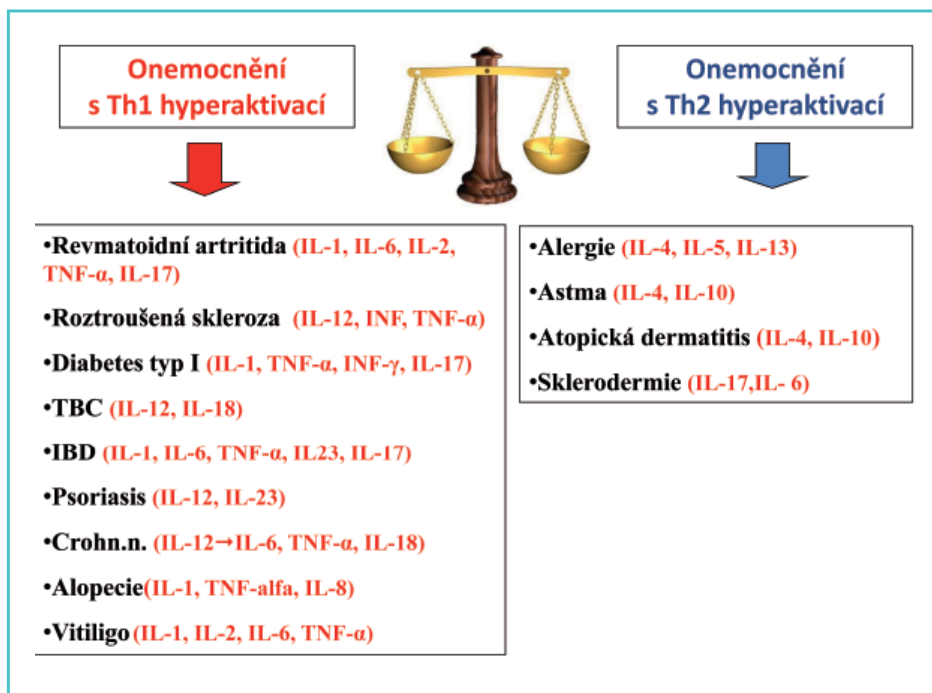 Onemocnění
s Th1 hyperaktivací
Onemocnění
s Th2 hyperaktivací
•Revmatoidní artritida (IL-1, IL-6, IL-2,
TNF-α, IL-17)
•Roztroušená skleroza (IL-12, INF, TNF-α)
•Diabetes typ I (IL-1, TNF-α, INF-γ, IL-17)
•TBC (IL-12, IL-18)
•IBD (IL-1, IL-6, TNF-α, IL23, IL-17)
•Psoriasis (IL-12, IL-23)
•Crohn.n. (IL-12→IL-6, TNF-α, IL-18)
•Alopecie(IL-1, TNF-alfa, IL-8)
•Vitiligo (IL-1, IL-2, IL-6, TNF-α)
•Alergie (IL-4, IL-5, IL-13)
•Astma (IL-4, IL-10)
•Atopická dermatitis (IL-4, IL-10)
•Sklerodermie (IL-17,IL- 6)